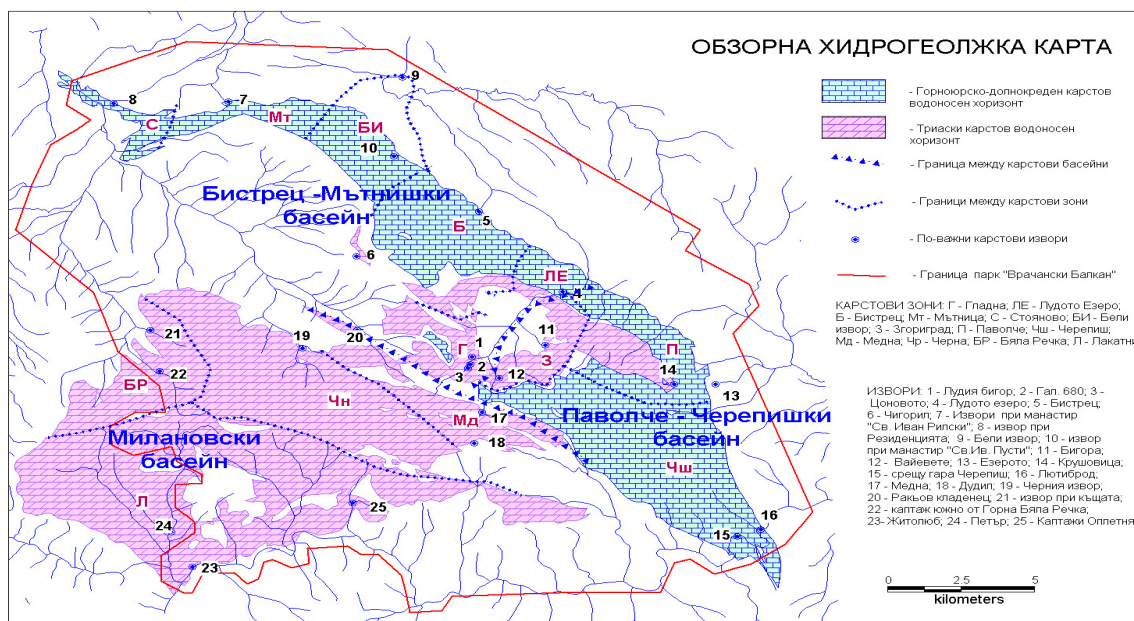 ОБЗОРНА ХИДРОГЕОЛЖКА КАРТА
- Горноюрско-долнокреден карстов
водоносен хоризонт
- Триаски карстов водоносен
хоризонт
- Граница между карстови басейни
- Граници между карстови зони
- По-важни карстови извори
- Граница парк "Врачански Балкан"
КАРСТОВИ ЗОНИ: Г - Гладна; ЛЕ - Лудото Езеро;
Б - Бистрец; Мт - Мътница; С - Стояново; БИ - Бели
извор; З - Згориград; П - Паволче; Чш - Черепиш;
Мд - Медна; Чр - Черна; БР - Бяла Речка; Л - Лакатни
ИЗВОРИ: 1 - Лудия бигор; 2 - Гал. 680; 3 -
Цоновото; 4 - Лудото езеро; 5 - Бистрец;
6 - Чигорил; 7 - Извори при манастир
"Св. Иван Рилски"; 8 - извор при
Резиденцията; 9 - Бели извор; 10 - извор
при манастир "Св.Ив. Пусти"; 11 - Бигора;
12 - Вайевете; 13 - Езерото; 14 - Крушовица;
15 - срещу гара Черепиш; 16 - Лютиброд;
17 - Медна; 18 - Дудип; 19 - Черния извор;
20 - Ракьов кладенец; 21 - извор при къщата;
22 - каптаж южно от Горна Бяла Речка;
23- Житолюб; 24 - Петър; 25 - Каптажи Оплетня
0 2.5 5
kilometers
8
7
9
С
Мт
БИ
10
Бистрец -Мътнишки
басейн
5
Б
6
ЛЕ
4
21
19
20
11
1
Г
З
2
3
12
П
14
13
22
БР
Чн
17
Мд
18
Паволче - Черепишки
басейн
Милановски
басейн
Чш
Л
25
24
16
15
23